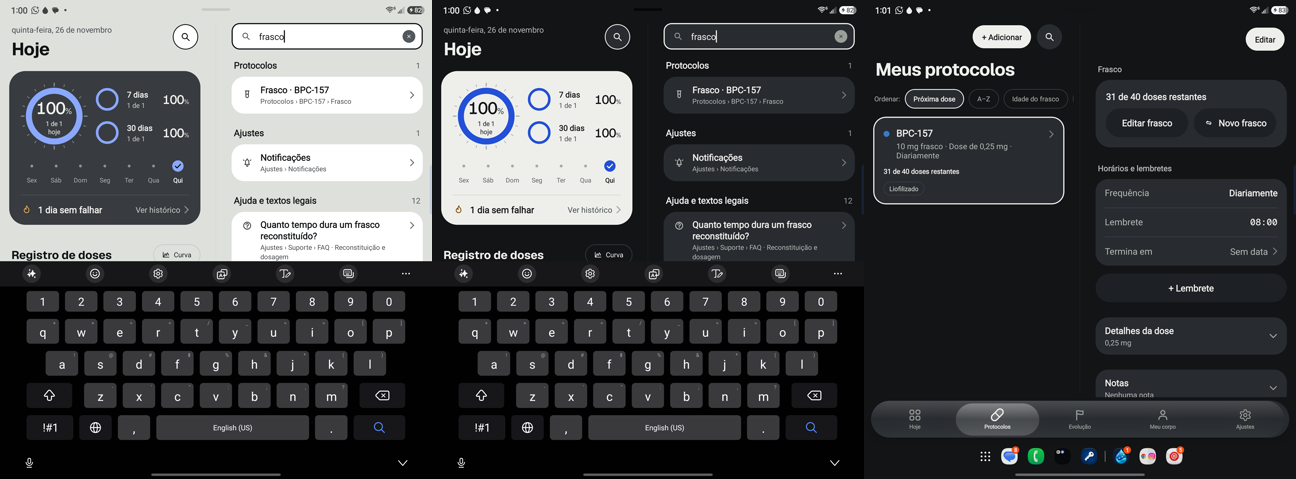 1:00
82
quinta-feira, 26 de novembro
Hoje
100%
1 de 1
hoje
7 dias
1 de 1
100%
30 dias
1 de 1
100%
Sex Sáb Dom Seg Ter Qua Qui
1 dia sem falhar
Ver histórico
Registro de doses
Curva
frasco
Protocolos 1
Frasco · BPC-157
Protocolos › BPC-157 › Frasco
Ajustes 1
Notificações
Ajustes › Notificações
Ajuda e textos legais 12
Quanto tempo dura um frasco
reconstituído?
Ajustes › Suporte › FAQ · Reconstituição e
dosagem
1 2 3 4 5 6 7 8 9 0
q w e r t y u i o p
a s d f g h j k l
z x c v b n m
!#1 , English (US) .
1:00
82
quinta-feira, 26 de novembro
Hoje
100%
1 de 1
hoje
7 dias
1 de 1
100%
30 dias
1 de 1
100%
Sex Sáb Dom Seg Ter Qua Qui
1 dia sem falhar
Ver histórico
Registro de doses
Curva
frasco
Protocolos 1
Frasco · BPC-157
Protocolos › BPC-157 › Frasco
Ajustes 1
Notificações
Ajustes › Notificações
Ajuda e textos legais 12
Quanto tempo dura um frasco
reconstituído?
Ajustes › Suporte › FAQ · Reconstituição e
dosagem
1 2 3 4 5 6 7 8 9 0
q w e r t y u i o p
a s d f g h j k l
z x c v b n m
!#1 , English (US) .
1:01
83
+ Adicionar
Meus protocolos
Ordenar: Próxima dose A–Z Idade do frasco
BPC-157
10 mg frasco · Dose de 0,25 mg ·
Diariamente
31 de 40 doses restantes
Liofilizado
Editar
Frasco
31 de 40 doses restantes
Editar frasco
Novo frasco
Horários e lembretes
Frequência Diariamente
Lembrete 08:00
Termina em Sem data
+ Lembrete
Detalhes da dose
0,25 mg
Notas
Nenhuma nota
Hoje Protocolos Evolução Meu corpo Ajustes